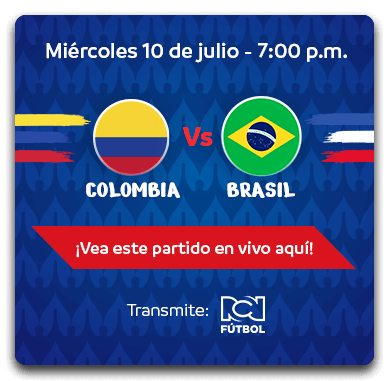 Miércoles 10 de julio - 7:00 p.m.
Vs
COLOMBIA BRASIL
¡Vea este partido en vivo aquí!
Transmite: RCN
FÚTBOL